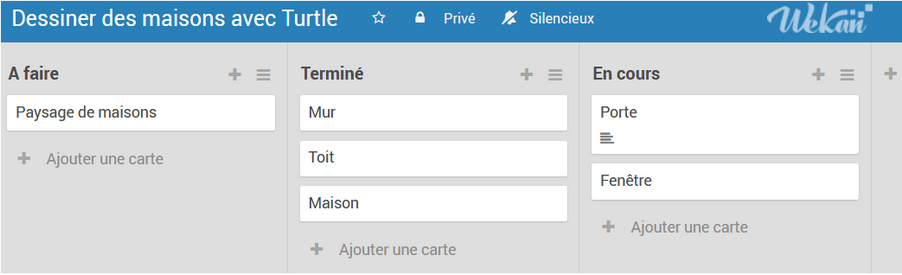 Dessiner des maisons avec Turtle
Privé
Silencieux
Wekan
A faire
Paysage de maisons
Ajouter une carte
Terminé
Mur
Toit
Maison
Ajouter une carte
En cours
Porte
Fenêtre
Ajouter une carte